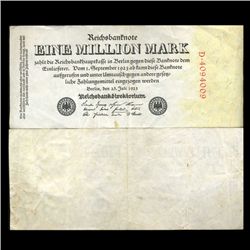 Reichsbanknote
EINE MILLION MARK
zahlt die Reichsbankhauptkasse in Berlin gegen diese Banknote dem
Einlieferer. Vom 1. September 1923 ab kann diese Banknote
aufgerufen und unter Umtausch gegen andere gesetz-
liche Zahlungsmittel eingezogen werden
Berlin, den 25. Juli 1923
Reichsbankdirektorium
D-4094009